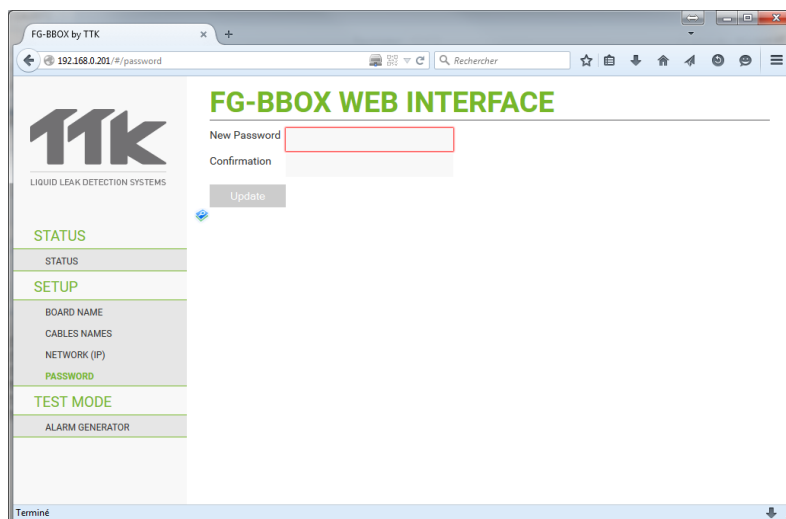 FG-BBOX by TTK
192.168.0.201/#/password
Rechercher
TTK
LIQUID LEAK DETECTION SYSTEMS
STATUS
STATUS
SETUP
BOARD NAME
CABLES NAMES
NETWORK (IP)
PASSWORD
TEST MODE
ALARM GENERATOR
FG-BBOX WEB INTERFACE
New Password
Confirmation
Update
Terminé